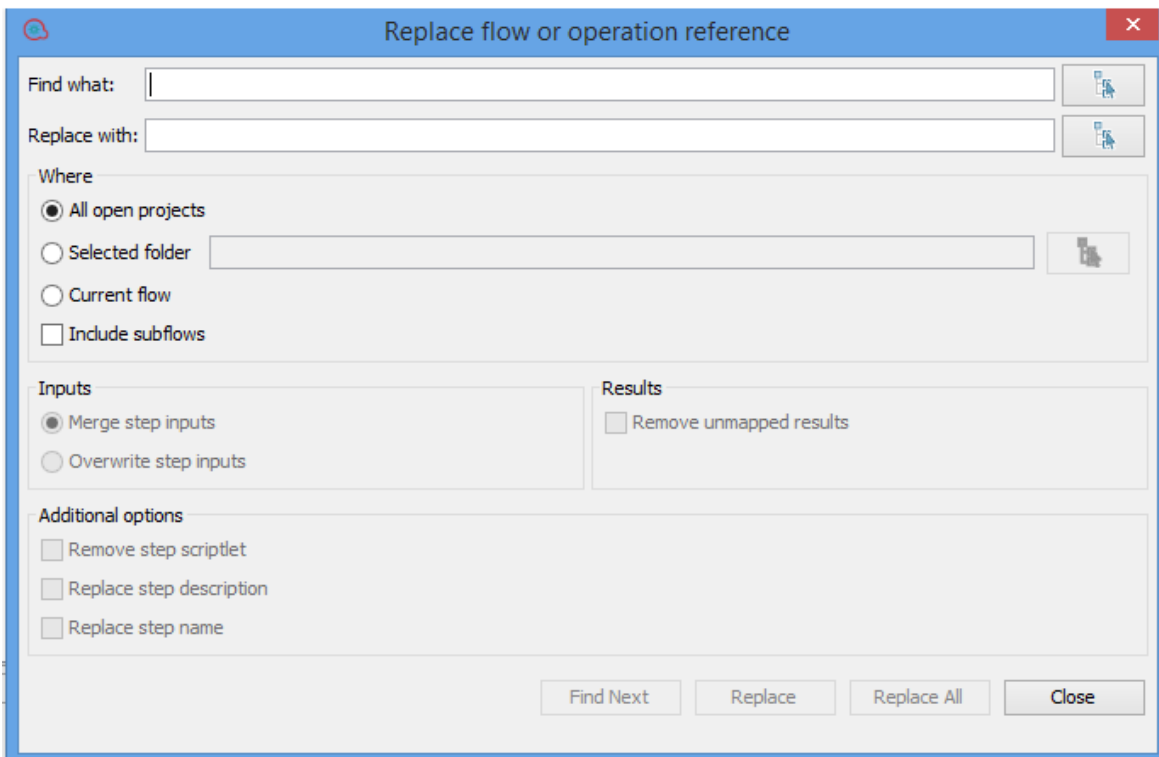 Replace flow or operation reference
Find what:
Replace with:
Where
All open projects
Selected folder
Current flow
Include subflows
Inputs
Results
Merge step inputs
Remove unmapped results
Overwrite step inputs
Additional options
Remove step scriptlet
Replace step description
Replace step name
Find Next Replace Replace All Close